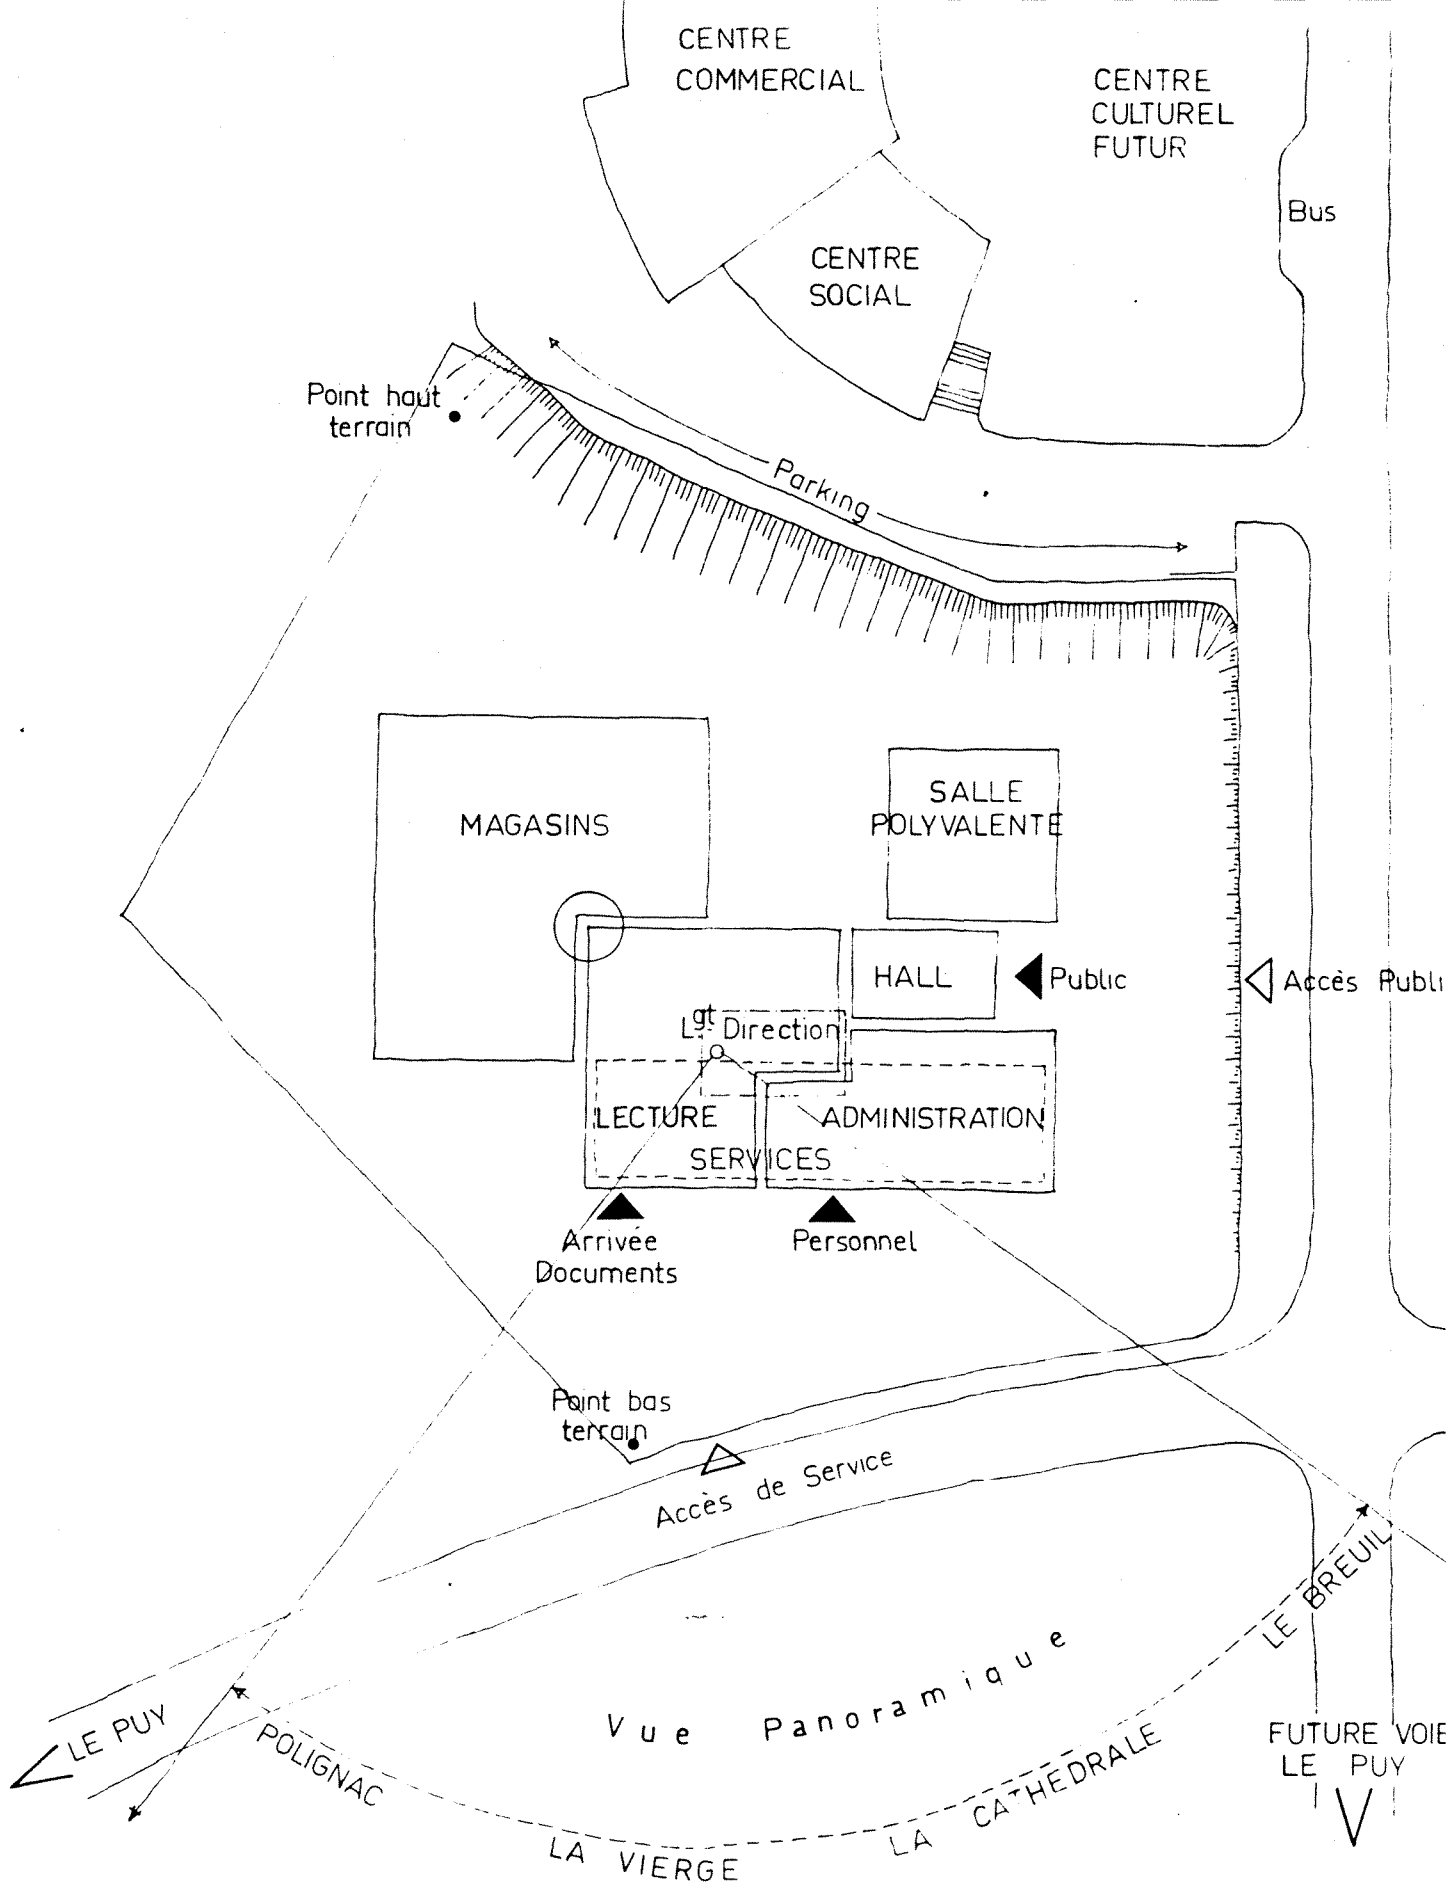 CENTRE
COMMERCIAL
CENTRE
CULTUREL
FUTUR
Bus
CENTRE
SOCIAL
Point haut
terrain
Parking
MAGASINS
SALLE
POLYVALENTE
HALL
Public
Accès Publi
Lgt Direction
LECTURE
ADMINISTRATION
SERVICES
Arrivée
Documents
Personnel
Point bas
terrain
Accès de Service
LE BREUIL
Vue Panoramique
LE PUY
POLIGNAC
LA VIERGE
LA CATHEDRALE
FUTURE VOIE
LE PUY